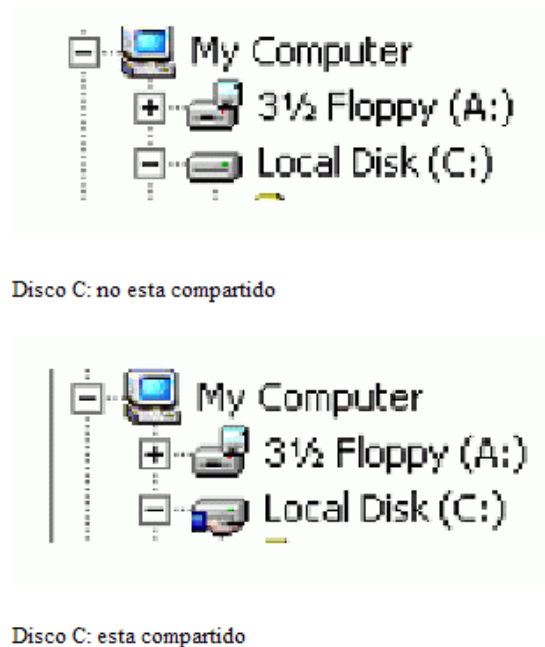 My Computer
3½ Floppy (A:)
Local Disk (C:)
Disco C: no esta compartido
My Computer
3½ Floppy (A:)
Local Disk (C:)
Disco C: esta compartido